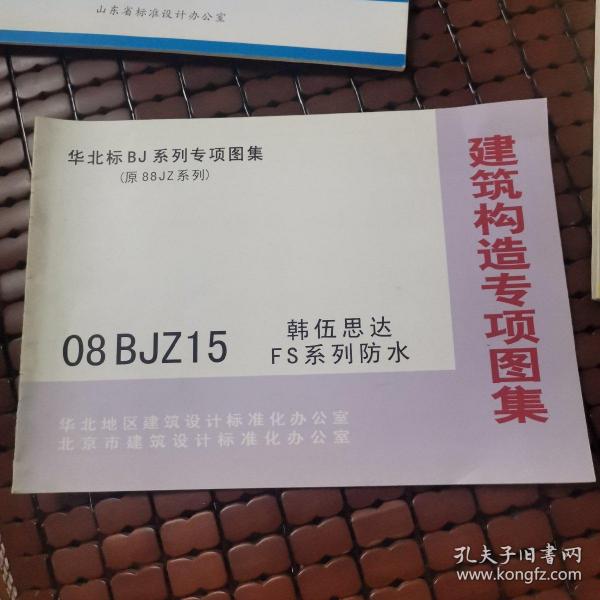 山东省标准设计办公室
华北标BJ系列专项图集
(原88JZ系列)
建筑构造专项图集
08BJZ15
韩伍思达
FS系列防水
华北地区建筑设计标准化办公室
北京市建筑设计标准化办公室
孔夫子旧书网
www.kongfz.com